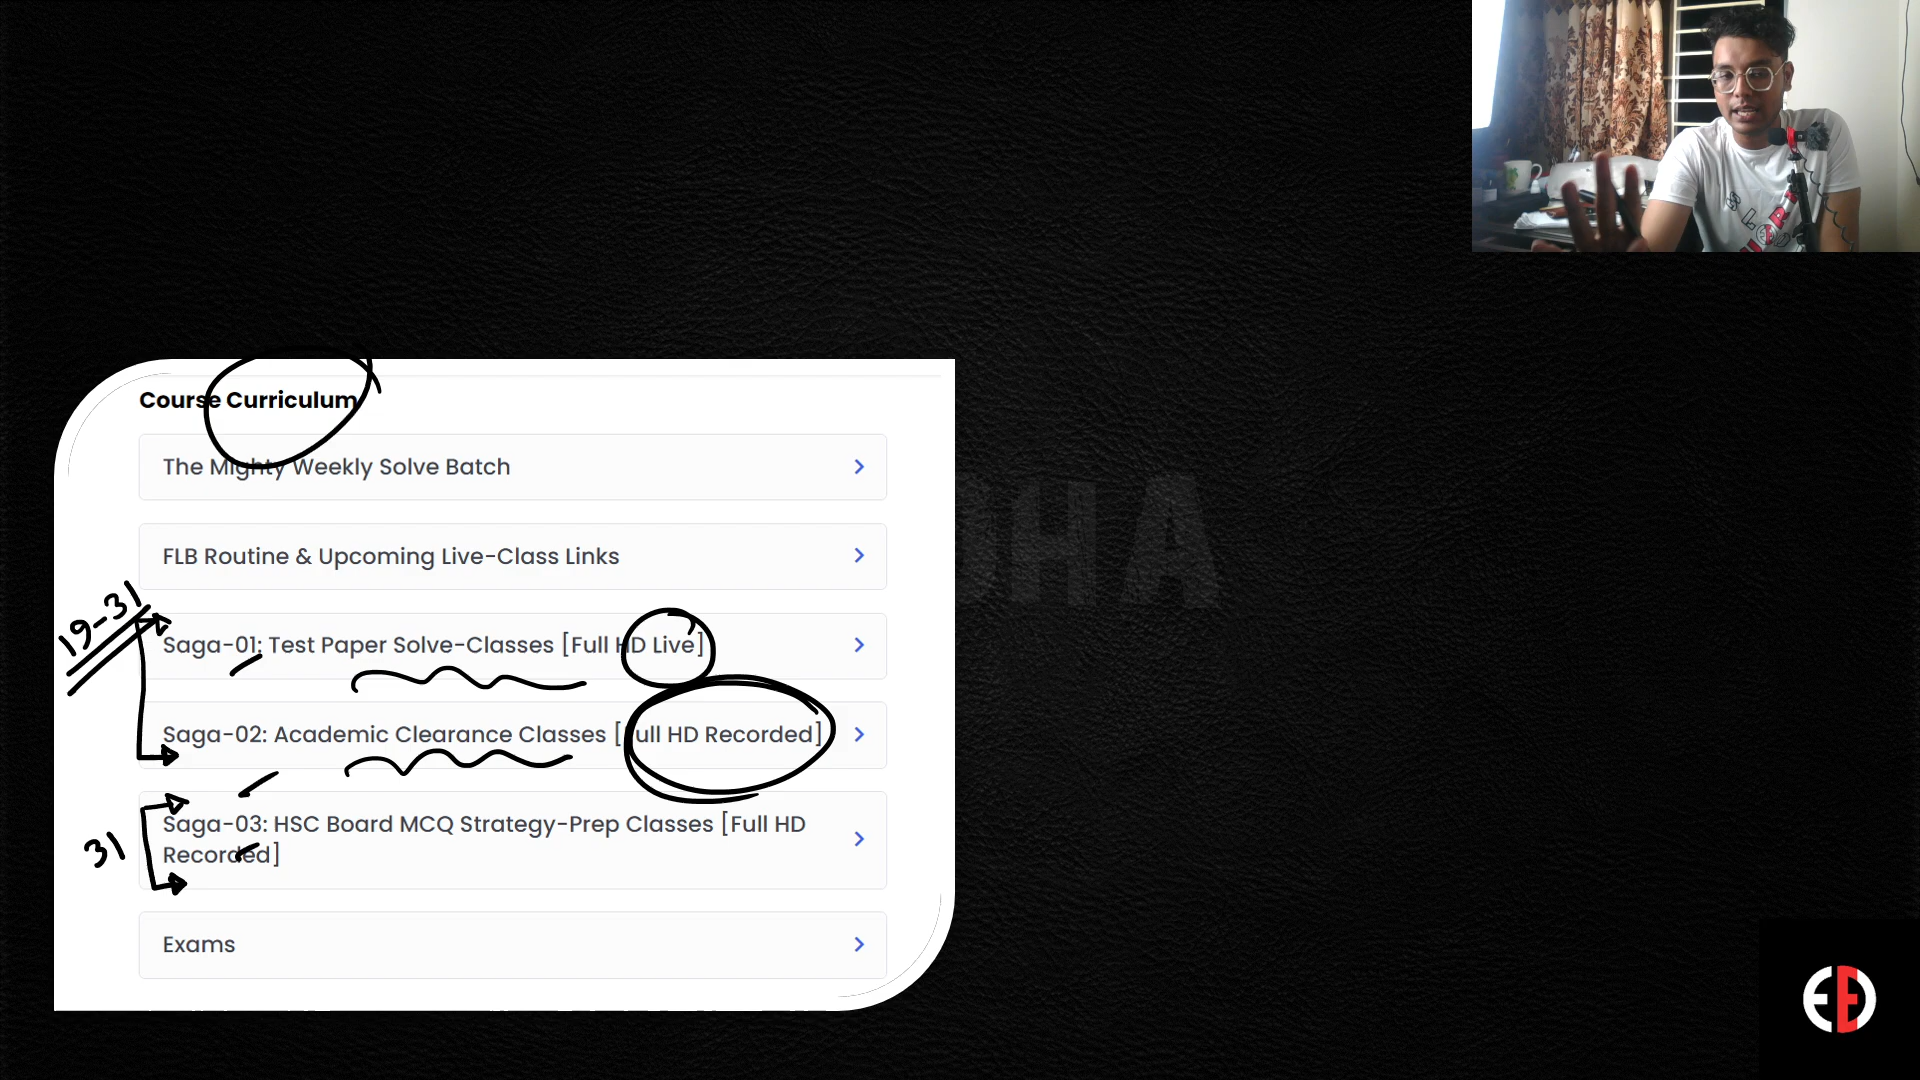 Course Curriculum
The Mighty Weekly Solve Batch
FLB Routine & Upcoming Live-Class Links
19-31
Saga-01: Test Paper Solve-Classes [Full HD Live]
Saga-02: Academic Clearance Classes [Full HD Recorded]
31
Saga-03: HSC Board MCQ Strategy-Prep Classes [Full HD
Recorded]
Exams